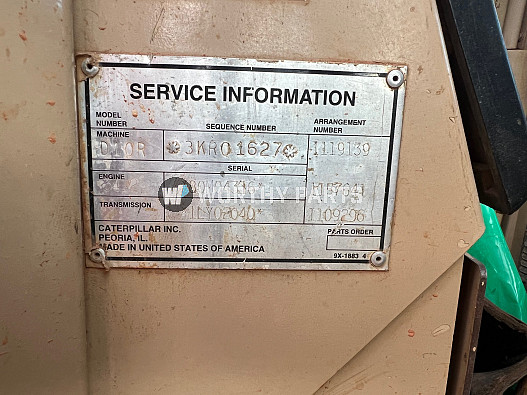 SERVICE INFORMATION
MODEL NUMBER SEQUENCE NUMBER ARRANGEMENT NUMBER
MACHINE D10R 3KR01627 1119139
SERIAL
ENGINE
WORTHY PARTS
TRANSMISSION 1109296
CATERPILLAR INC.
PEORIA, IL. PARTS ORDER
MADE IN UNITED STATES OF AMERICA
9X-1883 4